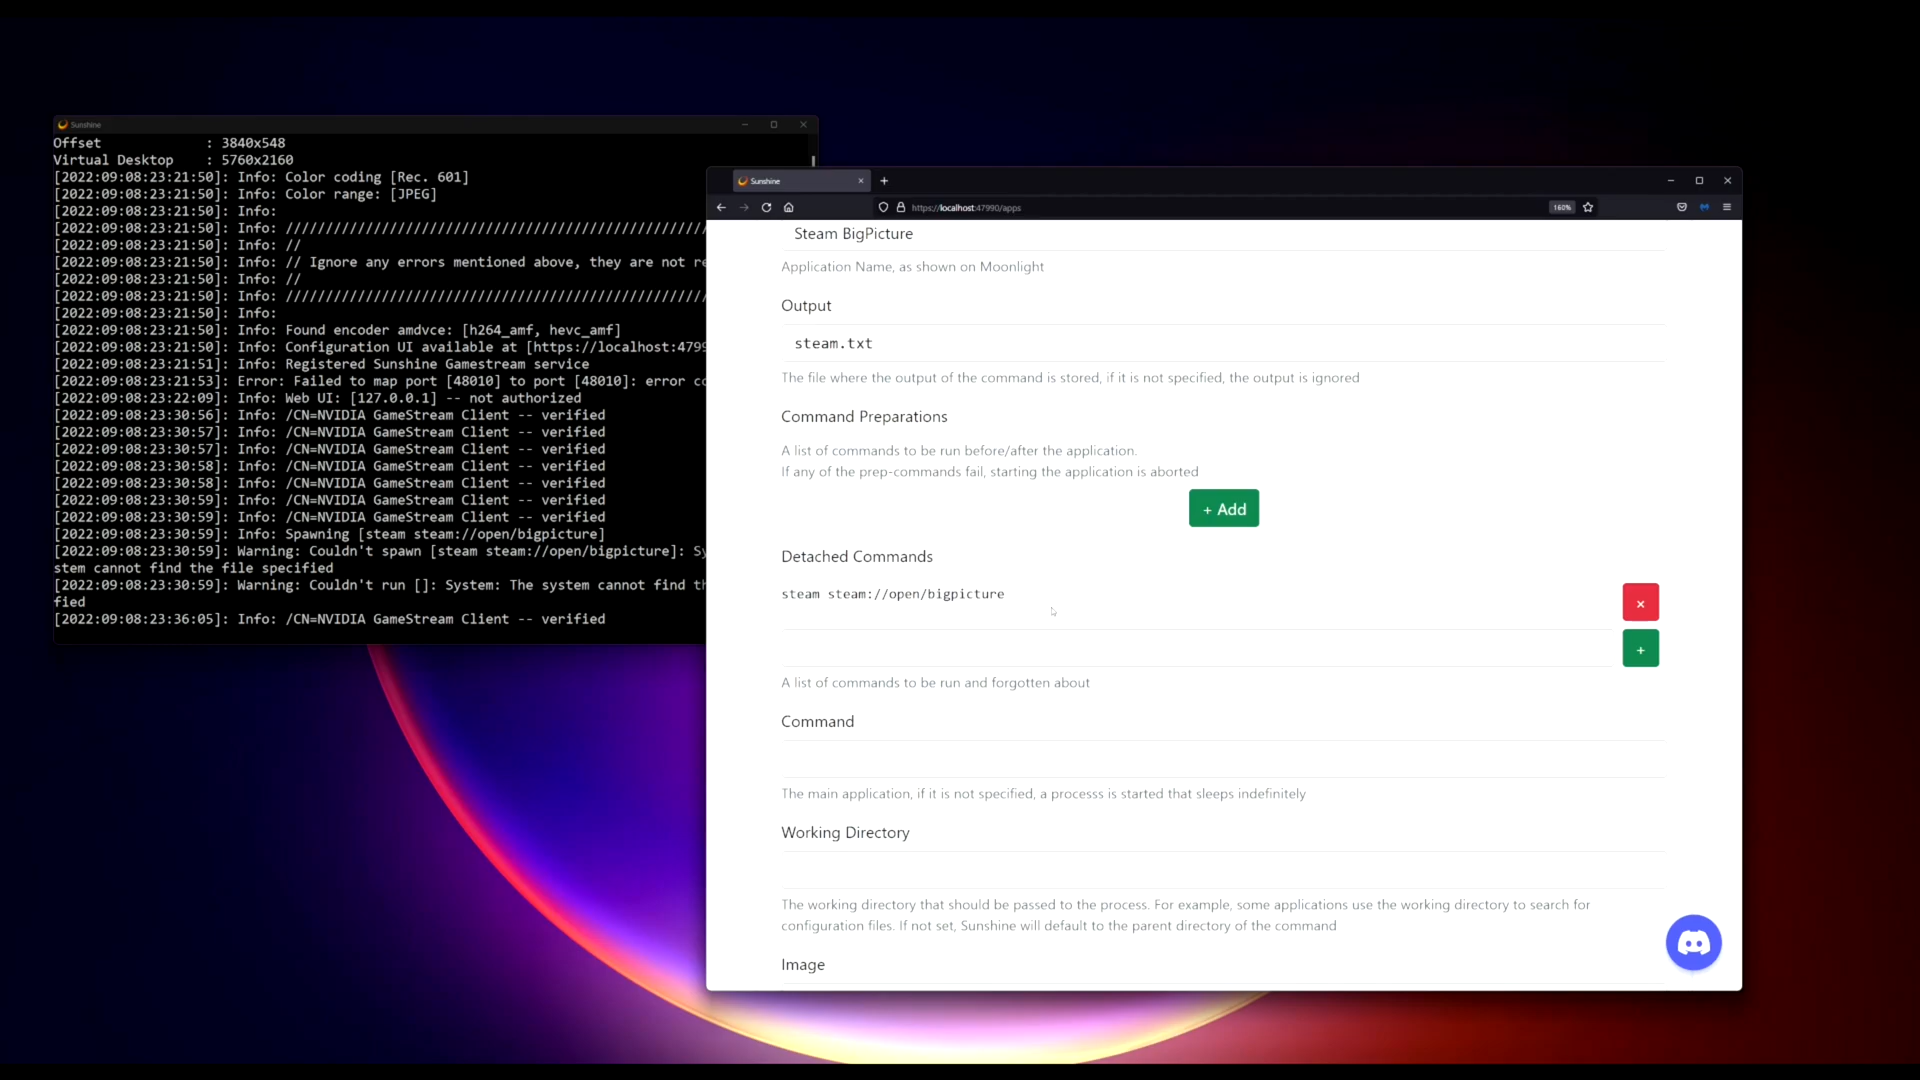 Sunshine
Offset : 3840x548
Virtual Desktop : 5760x2160
[2022:09:08:23:21:50]: Info: Color coding [Rec. 601]
[2022:09:08:23:21:50]: Info: Color range: [JPEG]
[2022:09:08:23:21:50]: Info:
[2022:09:08:23:21:50]: Info: /////////////////////////////////////////////////////
[2022:09:08:23:21:50]: Info: //
[2022:09:08:23:21:50]: Info: // Ignore any errors mentioned above, they are not re
[2022:09:08:23:21:50]: Info: //
[2022:09:08:23:21:50]: Info: /////////////////////////////////////////////////////
[2022:09:08:23:21:50]: Info:
[2022:09:08:23:21:50]: Info: Found encoder amdvce: [h264_amf, hevc_amf]
[2022:09:08:23:21:50]: Info: Configuration UI available at [https://localhost:4799
[2022:09:08:23:21:51]: Info: Registered Sunshine Gamestream service
[2022:09:08:23:21:53]: Error: Failed to map port [48010] to port [48010]: error co
[2022:09:08:23:22:09]: Info: Web UI: [127.0.0.1] -- not authorized
[2022:09:08:23:30:56]: Info: /CN=NVIDIA GameStream Client -- verified
[2022:09:08:23:30:57]: Info: /CN=NVIDIA GameStream Client -- verified
[2022:09:08:23:30:57]: Info: /CN=NVIDIA GameStream Client -- verified
[2022:09:08:23:30:58]: Info: /CN=NVIDIA GameStream Client -- verified
[2022:09:08:23:30:58]: Info: /CN=NVIDIA GameStream Client -- verified
[2022:09:08:23:30:59]: Info: /CN=NVIDIA GameStream Client -- verified
[2022:09:08:23:30:59]: Info: /CN=NVIDIA GameStream Client -- verified
[2022:09:08:23:30:59]: Info: Spawning [steam steam://open/bigpicture]
[2022:09:08:23:30:59]: Warning: Couldn't spawn [steam steam://open/bigpicture]: Sy
stem cannot find the file specified
[2022:09:08:23:30:59]: Warning: Couldn't run []: System: The system cannot find th
fied
[2022:09:08:23:36:05]: Info: /CN=NVIDIA GameStream Client -- verified
Sunshine
https://localhost:47990/apps
160%
Steam BigPicture
Application Name, as shown on Moonlight
Output
steam.txt
The file where the output of the command is stored, if it is not specified, the output is ignored
Command Preparations
A list of commands to be run before/after the application.
If any of the prep-commands fail, starting the application is aborted
+ Add
Detached Commands
steam steam://open/bigpicture
×
+
A list of commands to be run and forgotten about
Command
The main application, if it is not specified, a processs is started that sleeps indefinitely
Working Directory
The working directory that should be passed to the process. For example, some applications use the working directory to search for
configuration files. If not set, Sunshine will default to the parent directory of the command
Image